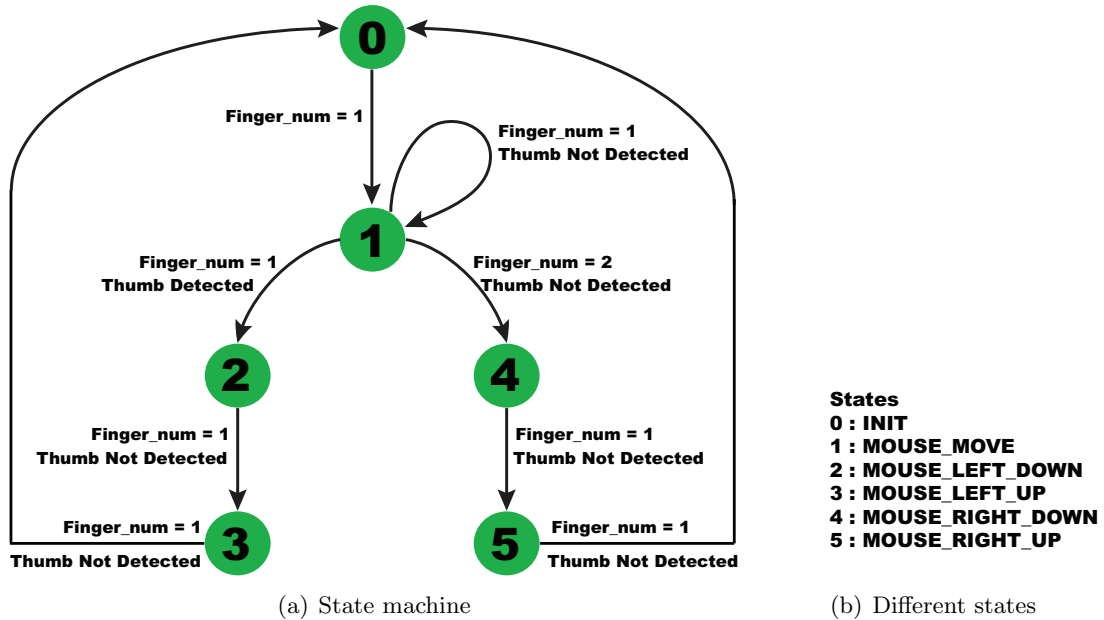 0
Finger_num = 1
Finger_num = 1
Thumb Not Detected
1
Finger_num = 1
Thumb Detected
Finger_num = 2
Thumb Not Detected
2
4
Finger_num = 1
Thumb Not Detected
Finger_num = 1
Thumb Not Detected
Finger_num = 1
Thumb Not Detected
3
5
Finger_num = 1
Thumb Not Detected
States
0 : INIT
1 : MOUSE_MOVE
2 : MOUSE_LEFT_DOWN
3 : MOUSE_LEFT_UP
4 : MOUSE_RIGHT_DOWN
5 : MOUSE_RIGHT_UP
(a) State machine
(b) Different states